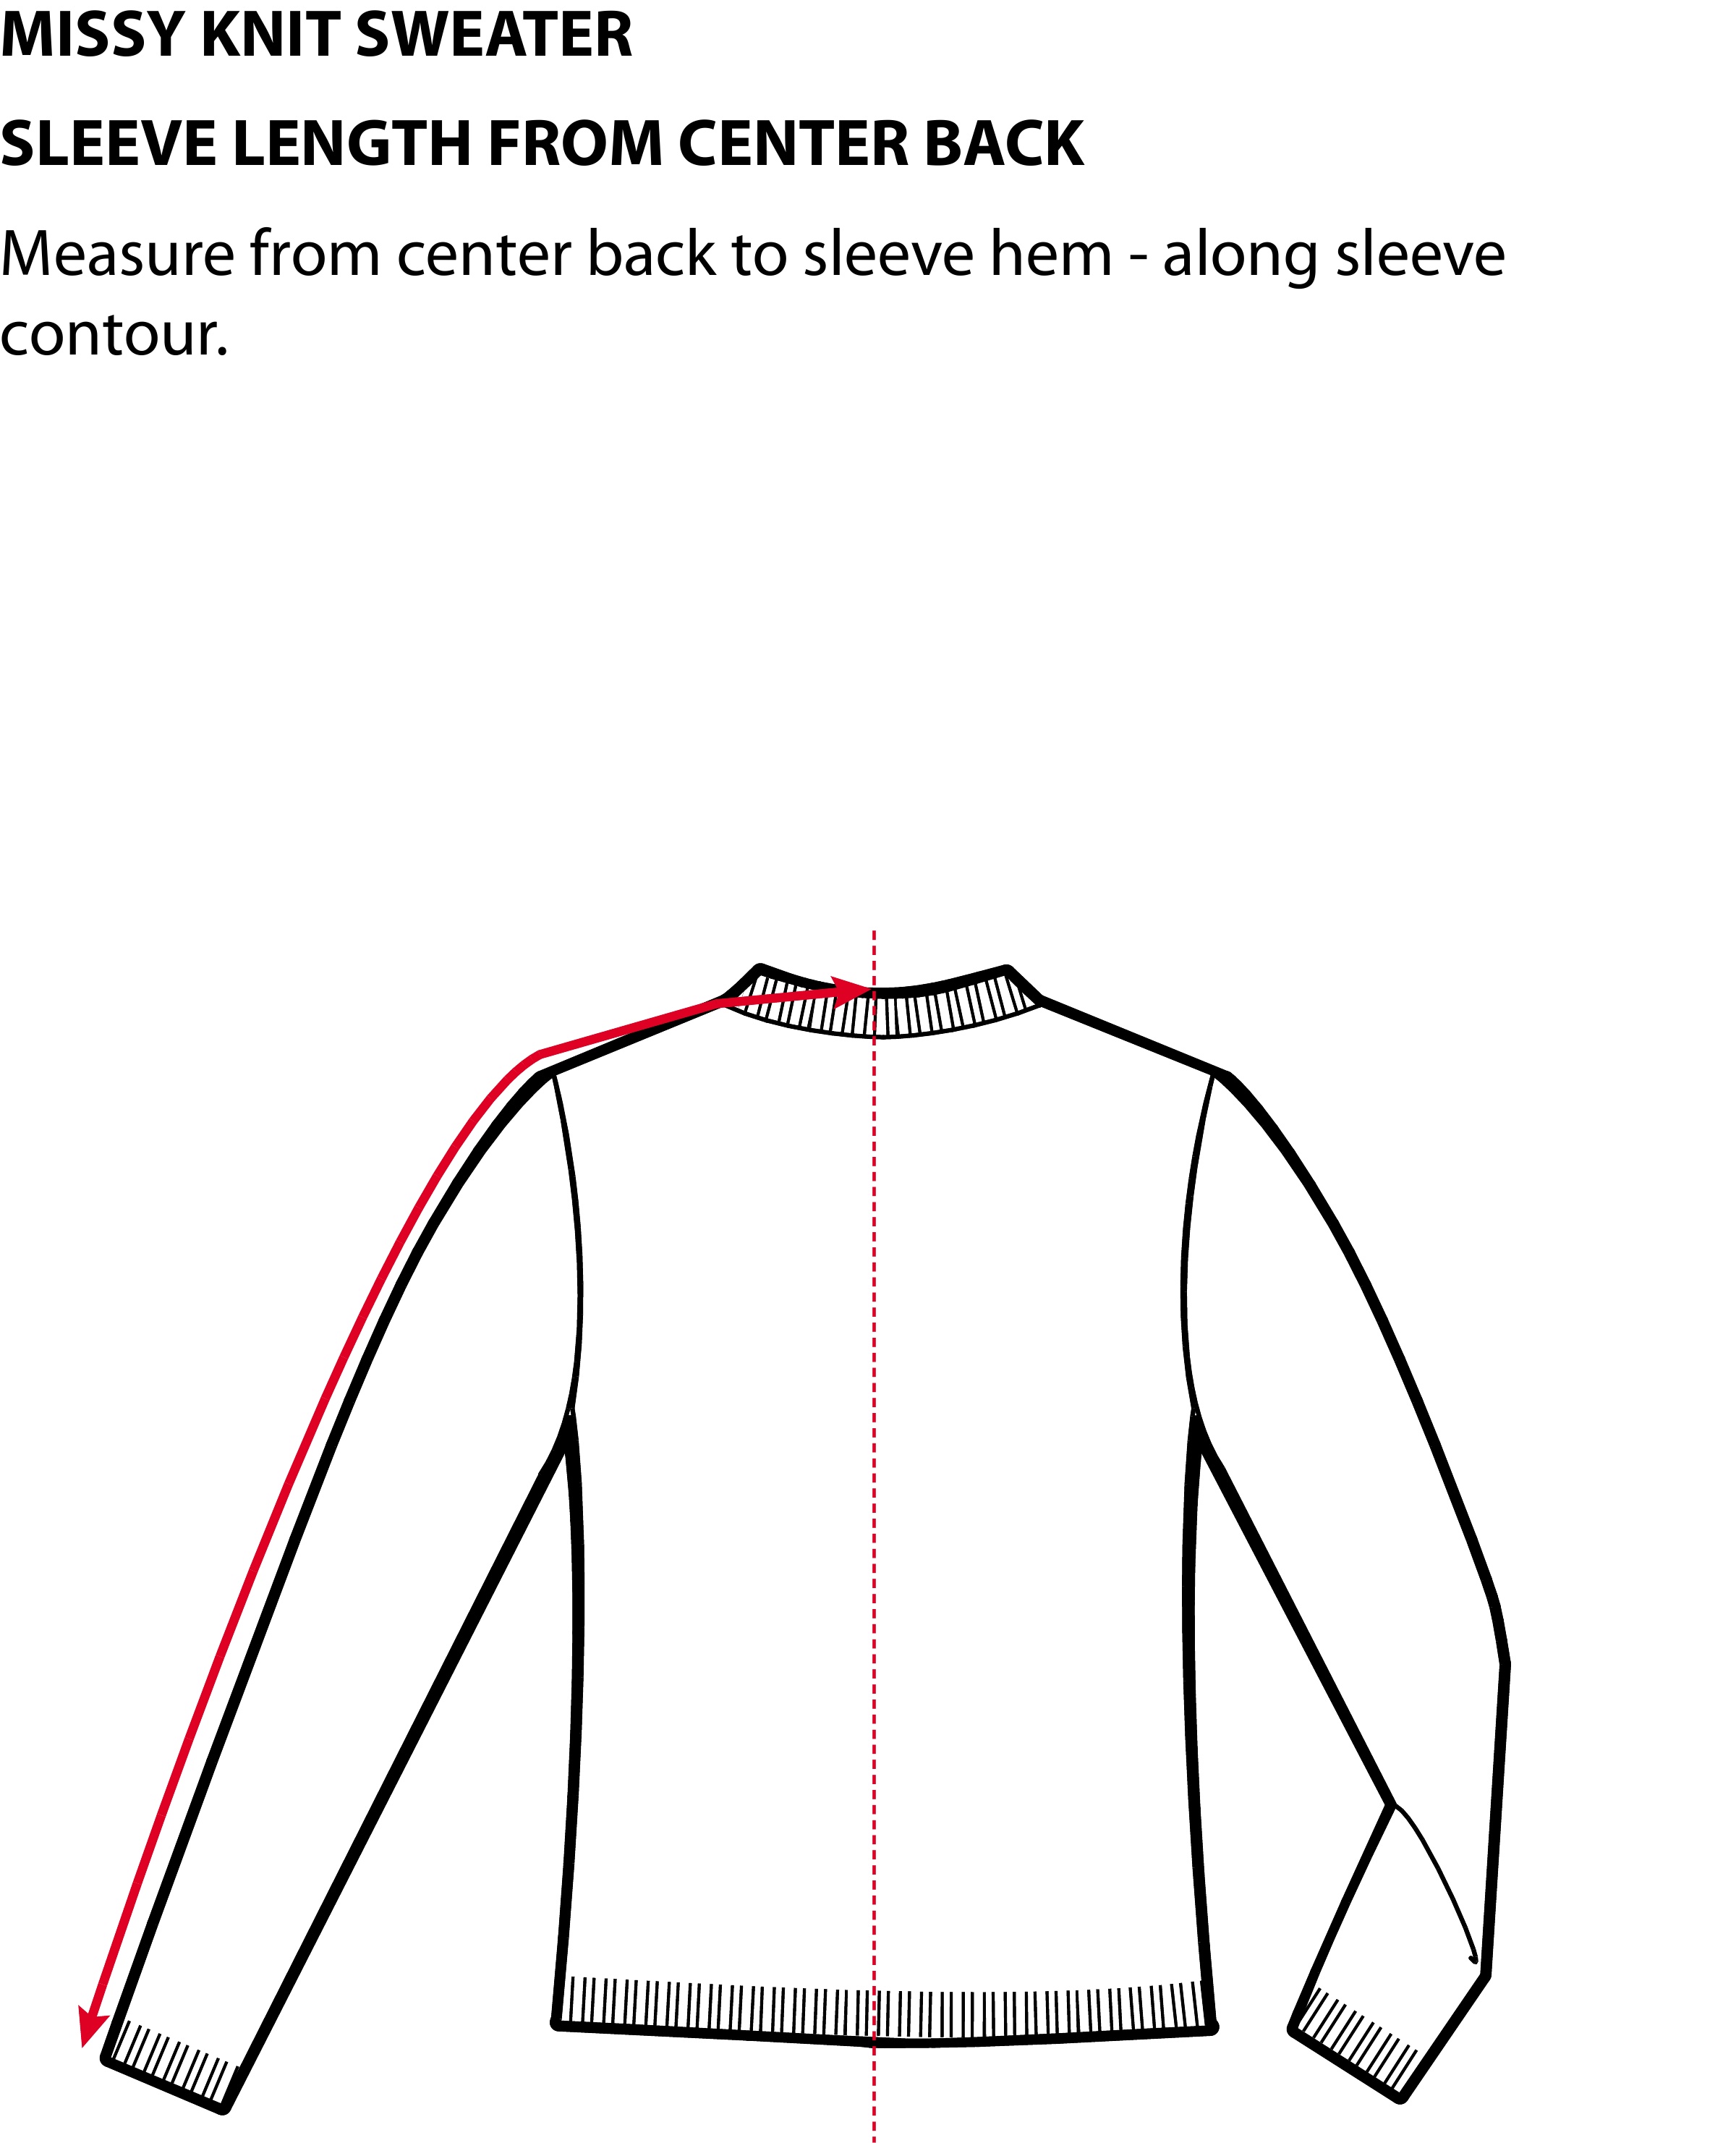 MISSY KNIT SWEATER
SLEEVE LENGTH FROM CENTER BACK
Measure from center back to sleeve hem - along sleeve
contour.